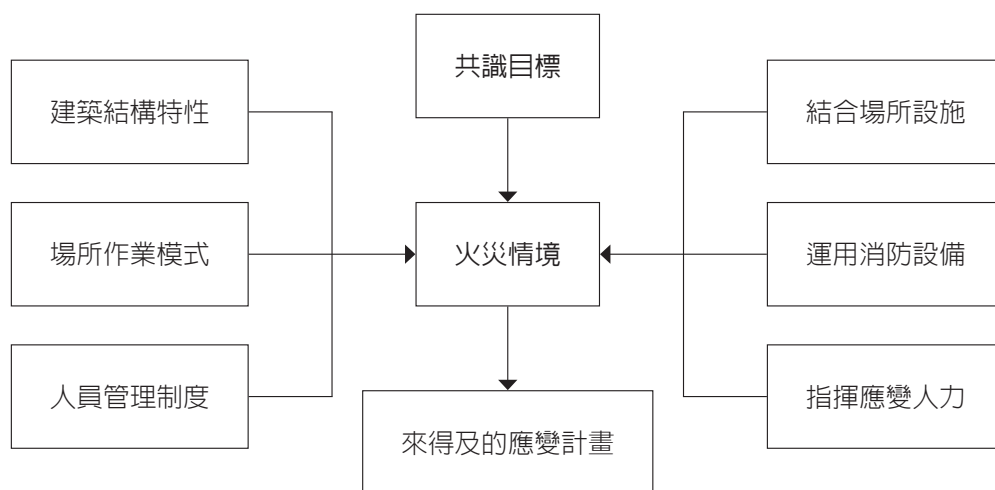 共識目標
建築結構特性
結合場所設施
場所作業模式
火災情境
運用消防設備
人員管理制度
指揮應變人力
來得及的應變計畫